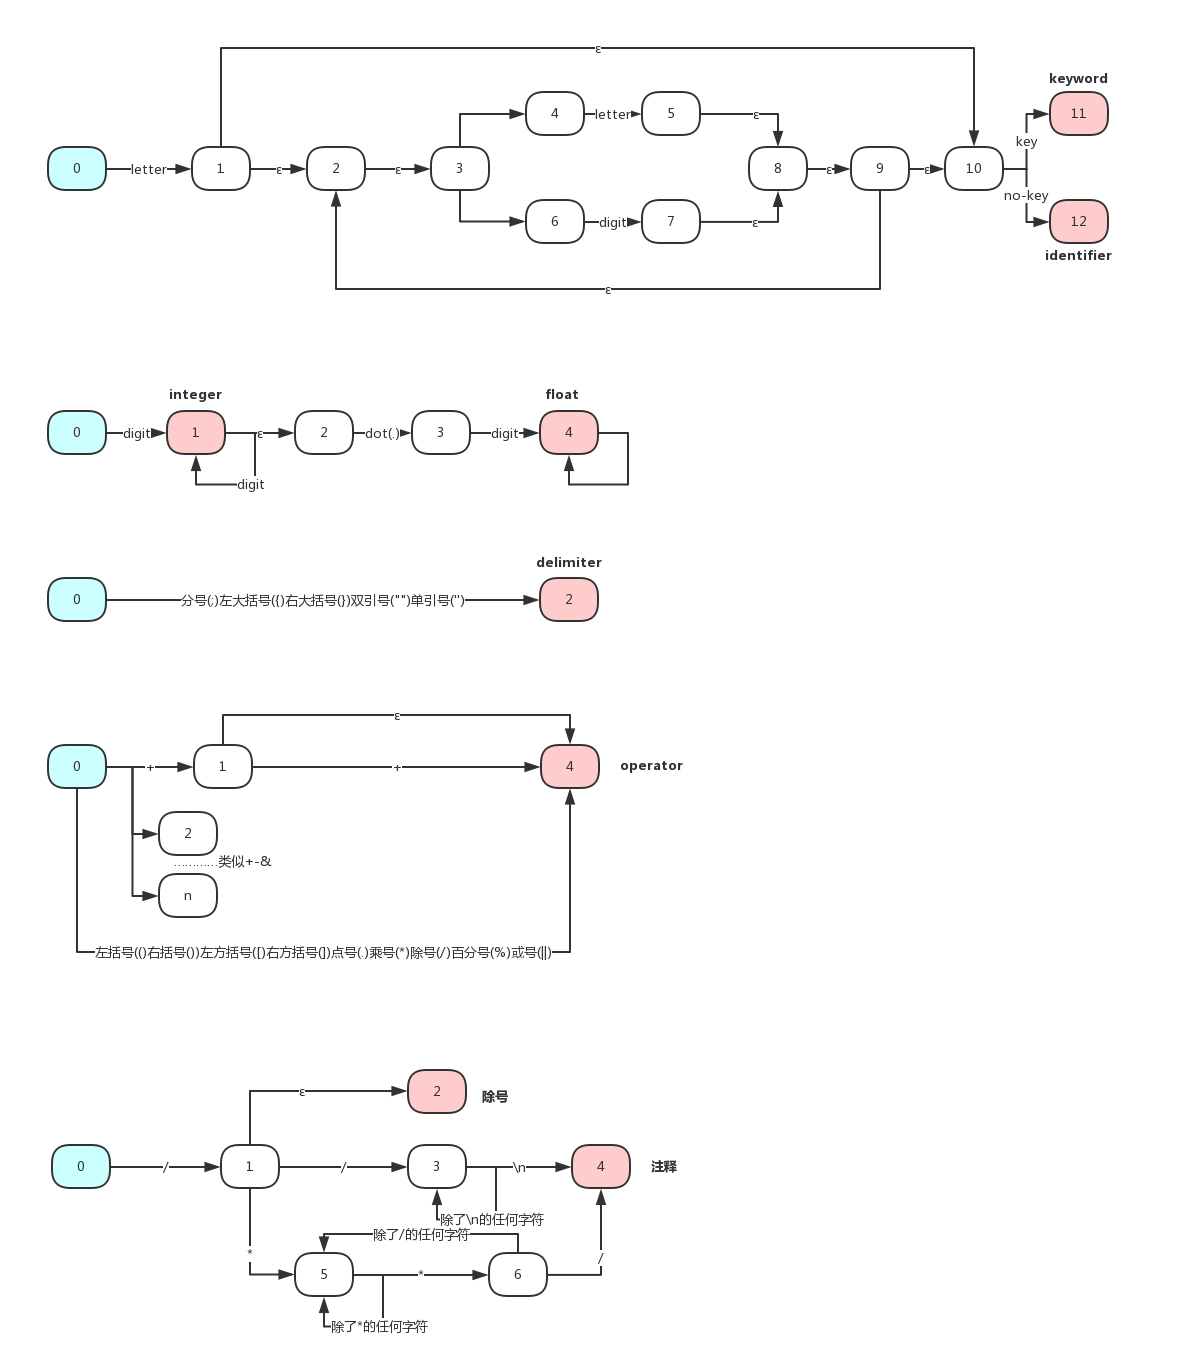 ε
keyword
4
letter
5
ε
11
key
0
letter
1
ε
2
ε
3
8
ε
9
ε
10
no-key
6
digit
7
ε
12
identifier
ε
integer
float
0
digit
1
ε
2
dot(.)
3
digit
4
digit
delimiter
0
分号(;)左大括号({)右大括号(})双引号("")单引号('')
2
ε
0
+
1
+
4
operator
2
…………类似+-&
n
左括号(()右括号())左方括号([)右方括号(])点号(.)乘号(*)除号(/)百分号(%)或号(||)
ε
2
除号
0
/
1
/
3
\n
4
注释
除了\n的任何字符
除了/的任何字符
*
/
5
*
6
除了*的任何字符